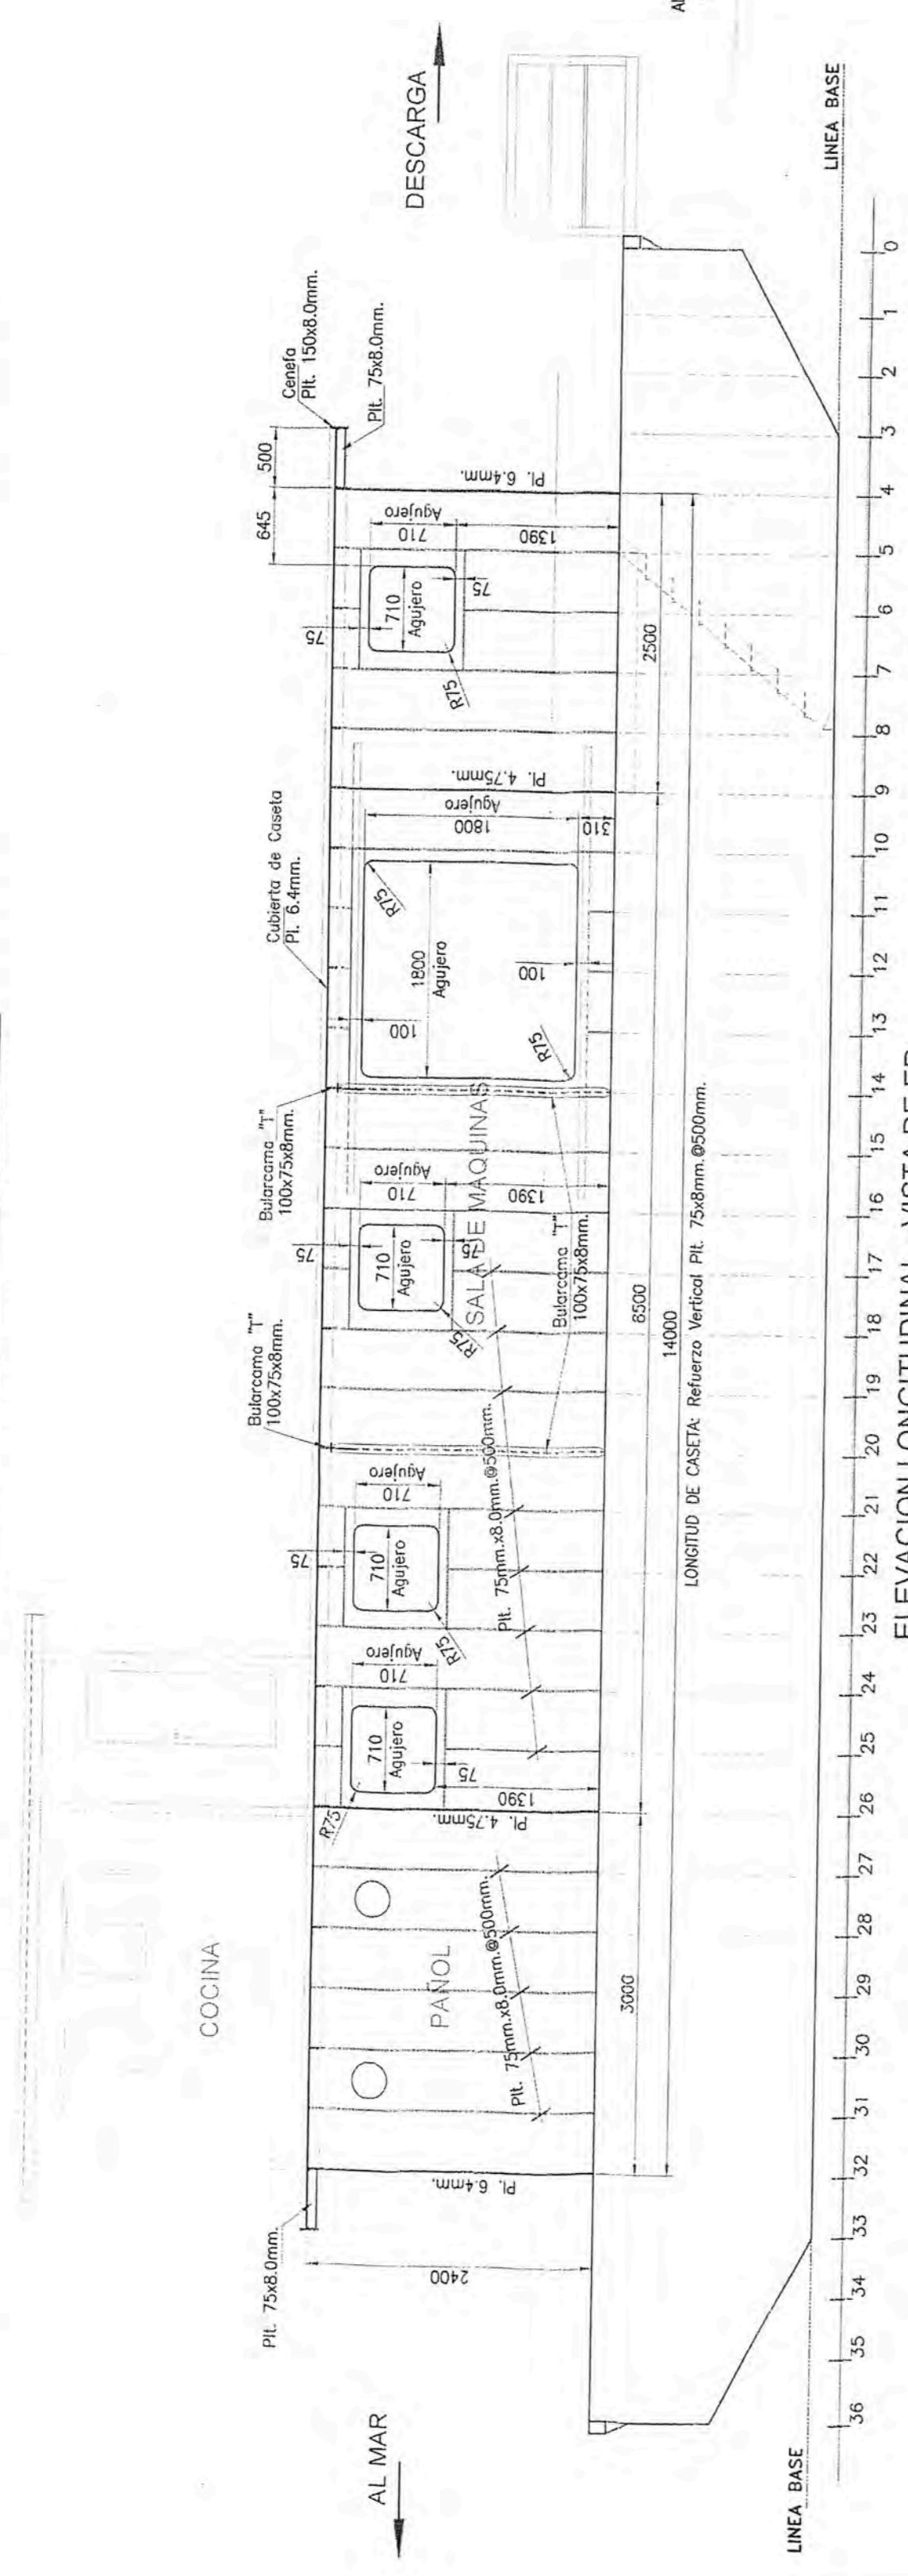 COCINA
AL MAR
DESCARGA
Plt. 75x8.0mm.
Bularcama "T"
100x75x8mm.
Bularcama "T"
100x75x8mm.
Cubierta de Caseta
Pl. 6.4mm.
645
500
Cenefa
Plt. 150x8.0mm.
Plt. 75x8.0mm.
2400
Pl. 6.4mm.
PAÑOL
Plt. 75mm.x8.0mm.@500mm.
Pl. 4.75mm.
R75
710
Agujero
710
Agujero
75
1390
75
710
Agujero
710
Agujero
R75
Plt. 75mm.x8.0mm.@500mm.
SALA DE MAQUINAS
75
710
Agujero
710
Agujero
R75
75
1390
Bularcama "T"
100x75x8mm.
100
1800
Agujero
R75
R75
100
1800
Agujero
310
Pl. 4.75mm.
75
710
Agujero
710
Agujero
R75
75
1390
Pl. 6.4mm.
3000
8500
2500
14000
LONGITUD DE CASETA: Refuerzo Vertical Plt. 75x8mm.@500mm.
LINEA BASE
LINEA BASE
36 35 34 33 32 31 30 29 28 27 26 25 24 23 22 21 20 19 18 17 16 15 14 13 12 11 10 9 8 7 6 5 4 3 2 1 0
ELEVACION LONGITUDINAL - VISTA DE ER